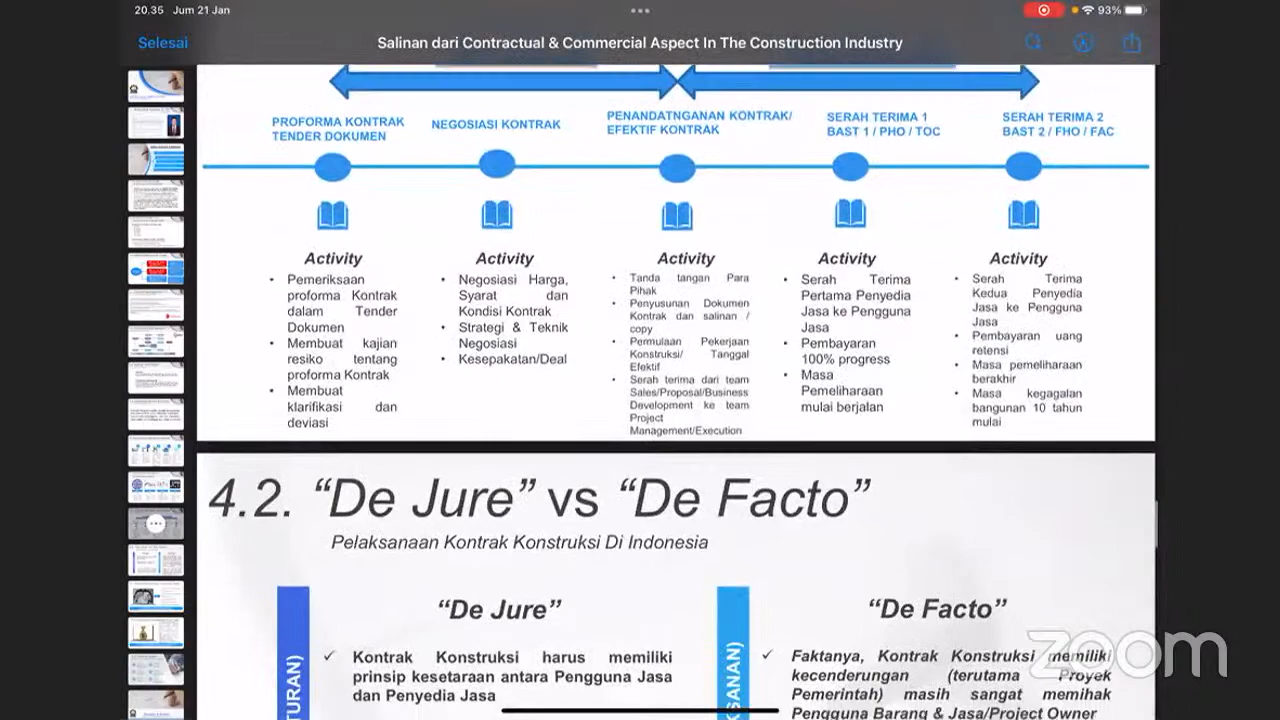 20.35 Jum 21 Jan
93%
Selesai
Salinan dari Contractual & Commercial Aspect In The Construction Industry
PROFORMA KONTRAK
TENDER DOKUMEN
NEGOSIASI KONTRAK
PENANDATNGANAN KONTRAK/
EFEKTIF KONTRAK
SERAH TERIMA 1
BAST 1 / PHO / TOC
SERAH TERIMA 2
BAST 2 / FHO / FAC
Activity
• Pemeriksaan
proforma Kontrak
dalam Tender
Dokumen
• Membuat kajian
resiko tentang
proforma Kontrak
• Membuat
klarifikasi dan
deviasi
Activity
• Negosiasi Harga,
Syarat dan
Kondisi Kontrak
• Strategi & Teknik
Negosiasi
• Kesepakatan/Deal
Activity
• Tanda tangan Para
Pihak
• Penyusunan Dokumen
Kontrak dan salinan /
copy
• Permulaan Pekerjaan
Konstruksi/ Tanggal
Efektif
• Serah terima dari team
Sales/Proposal/Business
Development ke team
Project
Management/Execution
Activity
• Serah Terima
Pertama Penyedia
Jasa ke Pengguna
Jasa
• Pembayaran
100% progress
• Masa
Pemeliharaan
mulai berjalan
Activity
• Serah Terima
Kedua Penyedia
Jasa ke Pengguna
Jasa
• Pembayaran uang
retensi
• Masa pemeliharaan
berakhir
• Masa kegagalan
bangunan 10 tahun
mulai
4.2. “De Jure” vs “De Facto”
Pelaksanaan Kontrak Konstruksi Di Indonesia
TURAN)
“De Jure”
✓ Kontrak Konstruksi harus memiliki
prinsip kesetaraan antara Pengguna Jasa
dan Penyedia Jasa
KSANAN)
“De Facto”
✓ Faktanya, Kontrak Konstruksi memiliki
kecenderungan (terutama Proyek
Pemerintah) masih sangat memihak
Pengguna Barang & Jasa/Project Owner
zoom